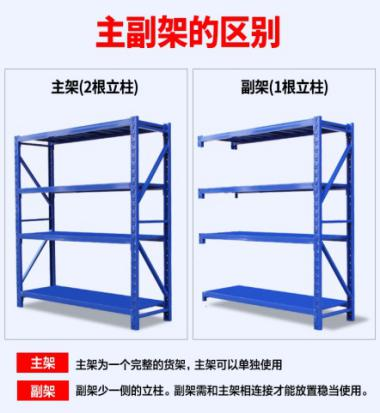 主副架的区别
主架(2根立柱)
副架(1根立柱)
主架 主架为一个完整的货架，主架可以单独使用
副架 副架少一侧的立柱。副架需和主架相连接才能放置稳当使用。